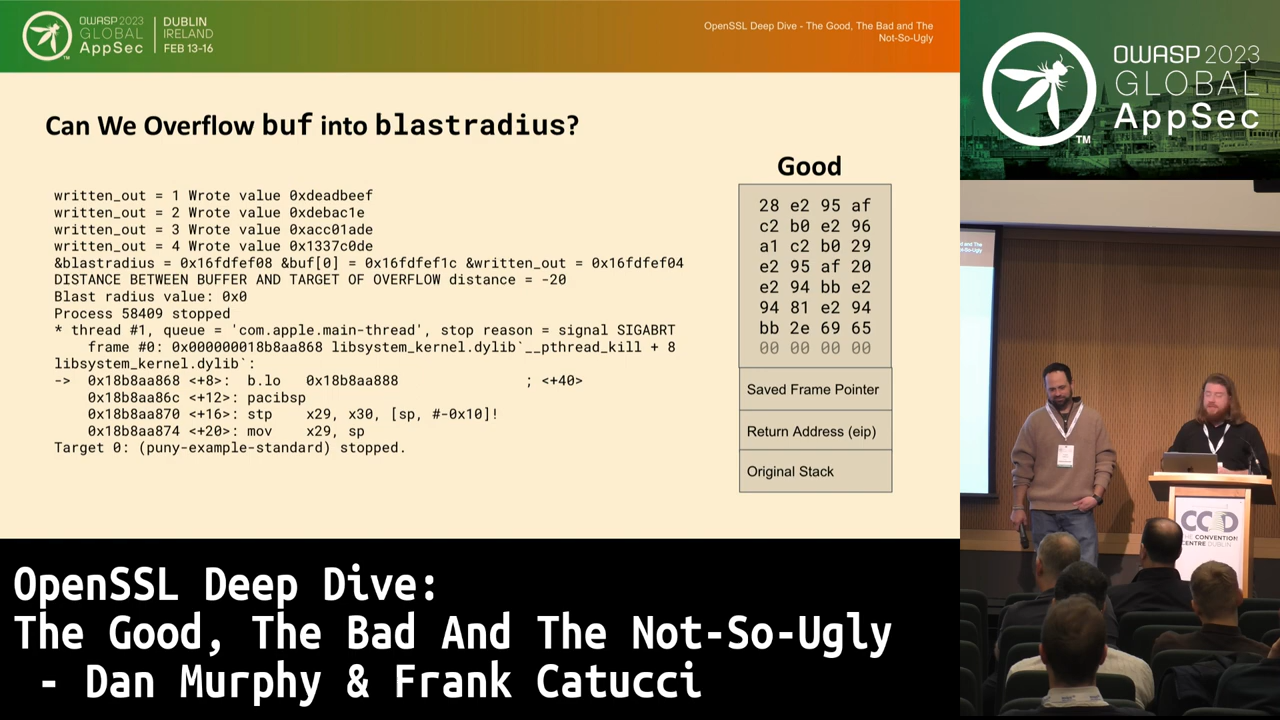 OWASP 2023
GLOBAL
AppSec
TM
DUBLIN
IRELAND
FEB 13-16
OpenSSL Deep Dive - The Good, The Bad and The
Not-So-Ugly
Can We Overflow buf into blastradius?
written_out = 1 Wrote value 0xdeadbeef
written_out = 2 Wrote value 0xdebac1e
written_out = 3 Wrote value 0xacc01ade
written_out = 4 Wrote value 0x1337c0de
&blastradius = 0x16fdfef08 &buf[0] = 0x16fdfef1c &written_out = 0x16fdfef04
DISTANCE BETWEEN BUFFER AND TARGET OF OVERFLOW distance = -20
Blast radius value: 0x0
Process 58409 stopped
* thread #1, queue = 'com.apple.main-thread', stop reason = signal SIGABRT
frame #0: 0x000000018b8aa868 libsystem_kernel.dylib`__pthread_kill + 8
libsystem_kernel.dylib`:
-> 0x18b8aa868 <+8>: b.lo 0x18b8aa888 ; <+40>
0x18b8aa86c <+12>: pacibsp
0x18b8aa870 <+16>: stp x29, x30, [sp, #-0x10]!
0x18b8aa874 <+20>: mov x29, sp
Target 0: (puny-example-standard) stopped.
Good
28 e2 95 af
c2 b0 e2 96
a1 c2 b0 29
e2 95 af 20
e2 94 bb e2
94 81 e2 94
bb 2e 69 65
00 00 00 00
Saved Frame Pointer
Return Address (eip)
Original Stack
OWASP 2023
GLOBAL
AppSec
TM
CCD
THE CONVENTION
CENTRE DUBLIN
OpenSSL Deep Dive:
The Good, The Bad And The Not-So-Ugly
- Dan Murphy & Frank Catucci